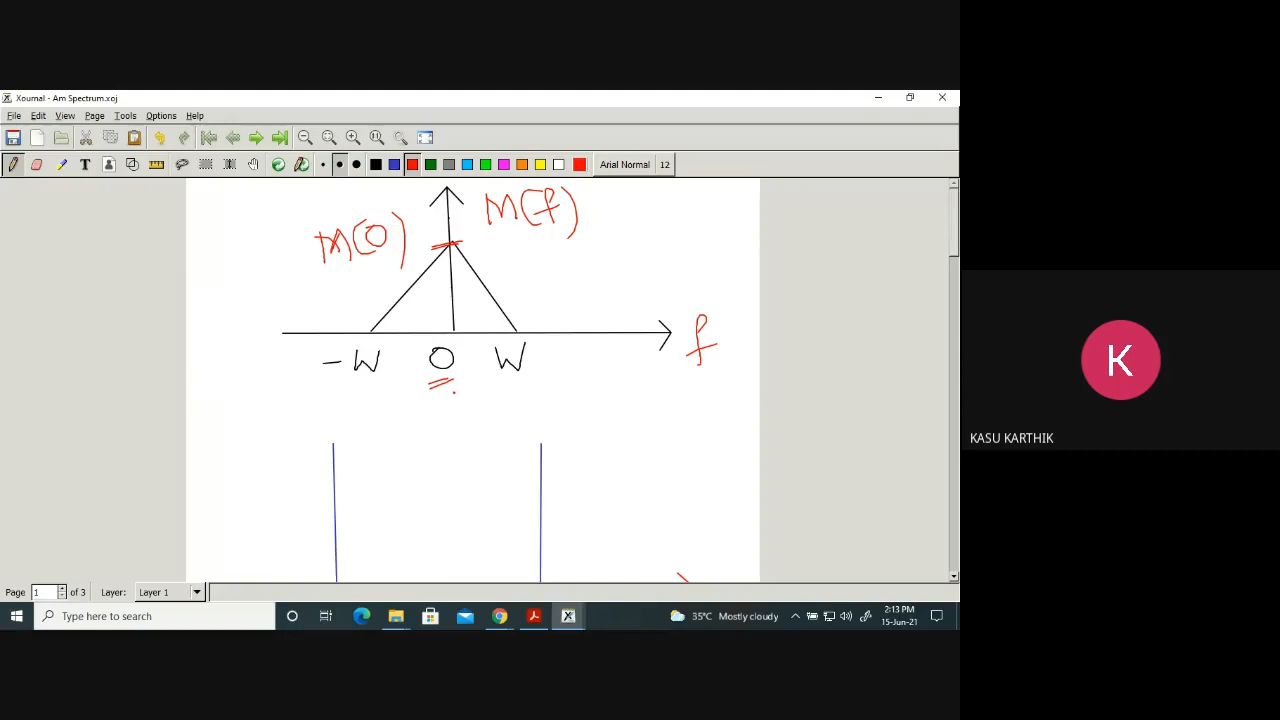 Xournal - Am Spectrum.xoj
File Edit View Page Tools Options Help
T
Arial Normal 12
M(f)
M(0)
f
-W 0 W
K
KASU KARTHIK
Page 1 of 3 Layer: Layer 1
Type here to search
35°C Mostly cloudy
2:13 PM
15-Jun-21